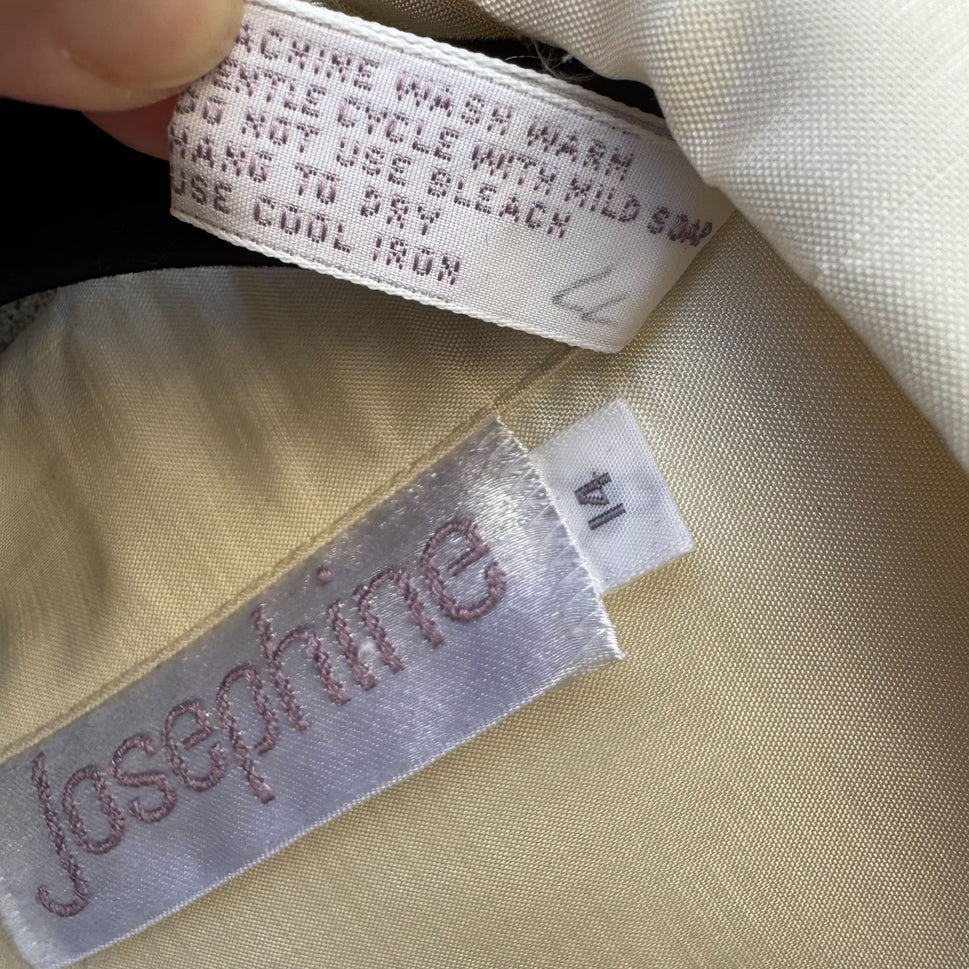 ACHINE WASH WARM
ENTLE CYCLE WITH MILD SOAP
DO NOT USE BLEACH
HANG TO DRY
USE COOL IRON
14
Josephine